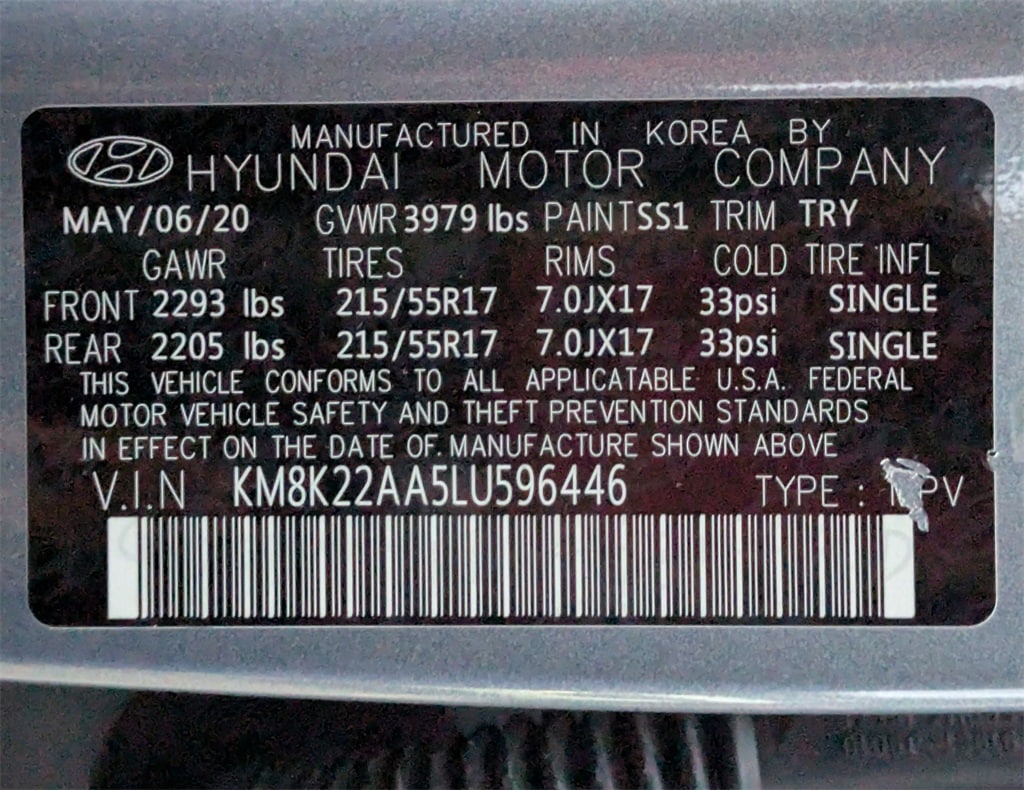 MANUFACTURED IN KOREA BY
HYUNDAI MOTOR COMPANY
MAY/06/20 GVWR 3979 lbs PAINT SS1 TRIM TRY
GAWR TIRES RIMS COLD TIRE INFL
FRONT 2293 lbs 215/55R17 7.0JX17 33psi SINGLE
REAR 2205 lbs 215/55R17 7.0JX17 33psi SINGLE
THIS VEHICLE CONFORMS TO ALL APPLICATABLE U.S.A. FEDERAL
MOTOR VEHICLE SAFETY AND THEFT PREVENTION STANDARDS
IN EFFECT ON THE DATE OF MANUFACTURE SHOWN ABOVE
V.I.N KM8K22AA5LU596446 TYPE :